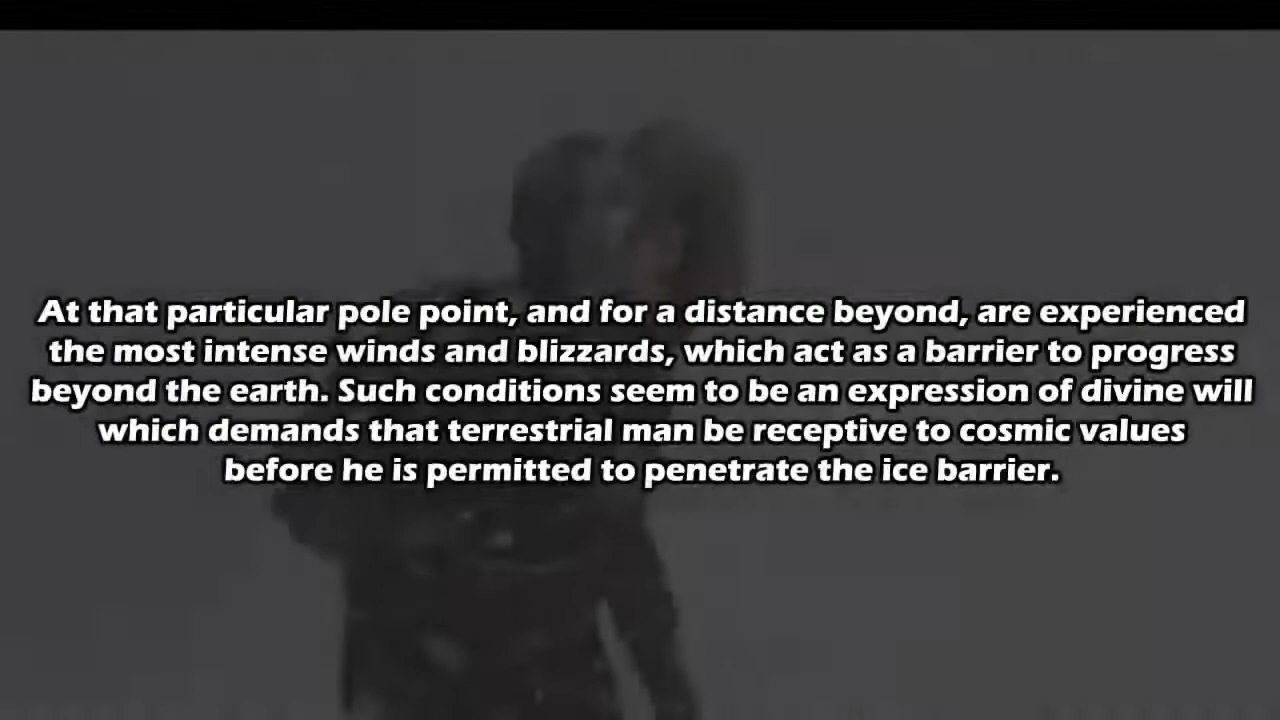 At that particular pole point, and for a distance beyond, are experienced
the most intense winds and blizzards, which act as a barrier to progress
beyond the earth. Such conditions seem to be an expression of divine will
which demands that terrestrial man be receptive to cosmic values
before he is permitted to penetrate the ice barrier.